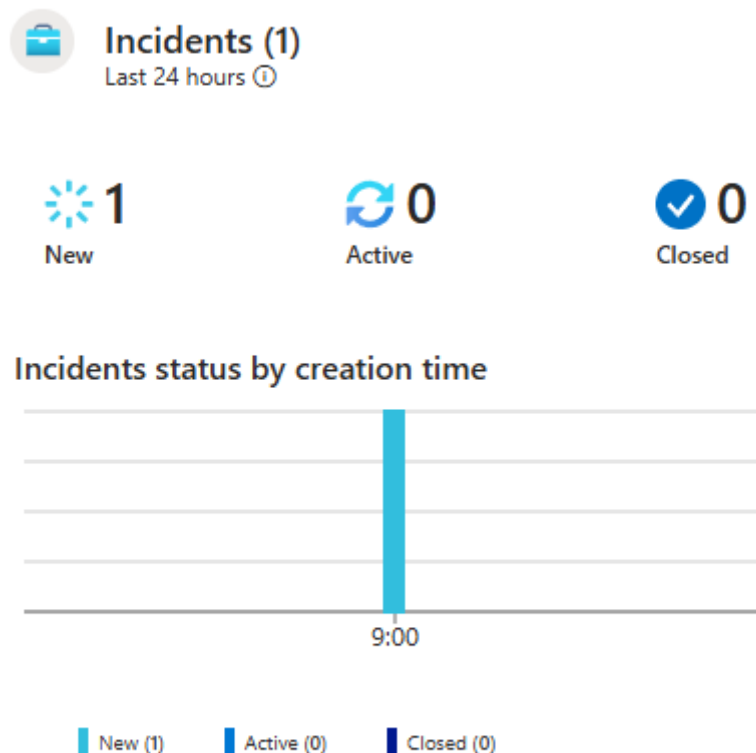 Incidents (1)
Last 24 hours ⓘ
1 0 0
New Active Closed
Incidents status by creation time
9:00
New (1) Active (0) Closed (0)